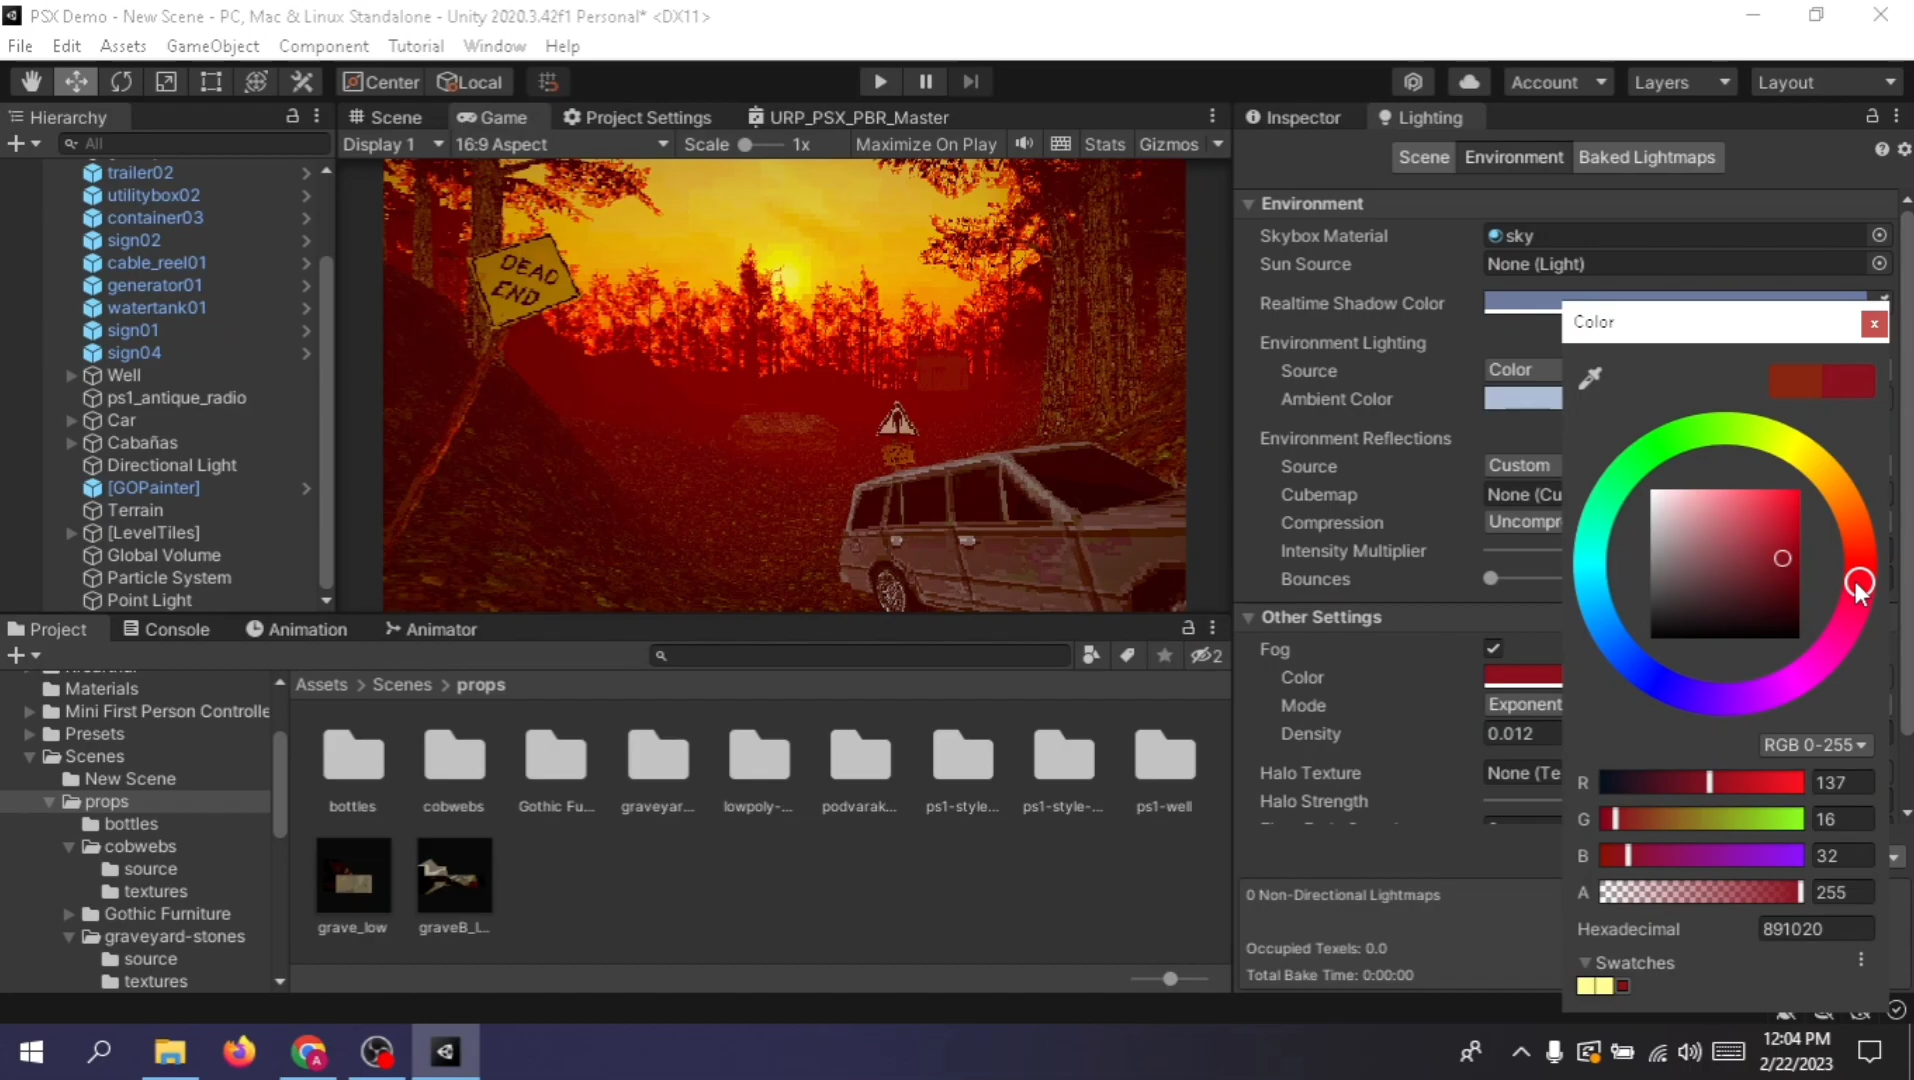 PSX Demo - New Scene - PC, Mac & Linux Standalone - Unity 2020.3.42f1 Personal* <DX11>
File Edit Assets GameObject Component Tutorial Window Help
Center Local Account Layers Layout
Hierarchy
All
trailer02
utilitybox02
container03
sign02
cable_reel01
generator01
watertank01
sign01
sign04
Well
ps1_antique_radio
Car
Cabañas
Directional Light
[GOPainter]
Terrain
[LevelTiles]
Global Volume
Particle System
Point Light
Scene Game Project Settings URP_PSX_PBR_Master
Display 1 16:9 Aspect Scale 1x Maximize On Play Stats Gizmos
DEAD
END
Inspector Lighting
Scene Environment Baked Lightmaps
Environment
Skybox Material sky
Sun Source None (Light)
Realtime Shadow Color
Environment Lighting
Source Color
Ambient Color
Environment Reflections
Source Custom
Cubemap None (Cu
Compression Uncompr
Intensity Multiplier
Bounces
Other Settings
Fog
Color
Mode Exponent
Density 0.012
Halo Texture None (Te
Halo Strength
0 Non-Directional Lightmaps
Occupied Texels: 0.0
Total Bake Time: 0:00:00
Color
x
RGB 0-255
R 137
G 16
B 32
A 255
Hexadecimal 891020
Swatches
Project Console Animation Animator
2
Materials
Mini First Person Controlle
Presets
Scenes
New Scene
props
bottles
cobwebs
source
textures
Gothic Furniture
graveyard-stones
source
textures
Assets > Scenes > props
bottles cobwebs Gothic Fu... graveyar... lowpoly-... podvarak... ps1-style... ps1-style-... ps1-well
grave_low graveB_L...
12:04 PM
2/22/2023